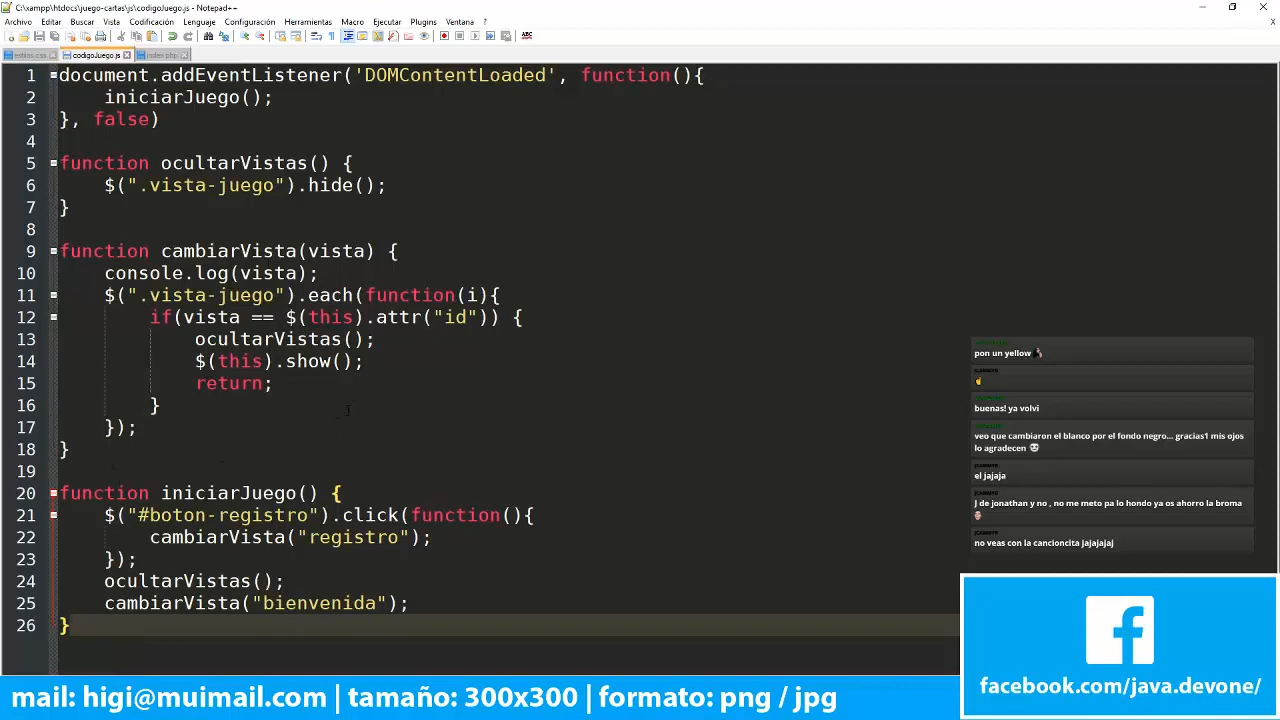 C:\xampp\htdocs\juego-cartas\js\codigoJuego.js - Notepad++
Archivo Editar Buscar Vista Codificación Lenguaje Configuración Herramientas Macro Ejecutar Plugins Ventana ?
estilos.css codigoJuego.js index.php
1 document.addEventListener('DOMContentLoaded', function(){
2 iniciarJuego();
3 }, false)
4
5 function ocultarVistas() {
6 $(".vista-juego").hide();
7 }
8
9 function cambiarVista(vista) {
10 console.log(vista);
11 $(".vista-juego").each(function(i){
12 if(vista == $(this).attr("id")) {
13 ocultarVistas();
14 $(this).show();
15 return;
16 }
17 });
18 }
19
20 function iniciarJuego() {
21 $("#boton-registro").click(function(){
22 cambiarVista("registro");
23 });
24 ocultarVistas();
25 cambiarVista("bienvenida");
26 }
pon un yellow
buenas! ya volvi
veo que cambiaron el blanco por el fondo negro... gracias1 mis ojos
lo agradecen
el jajaja
J de jonathan y no , no me meto pa lo hondo ya os ahorro la broma
no veas con la cancioncita jajajajaj
facebook.com/java.devone/
mail: higi@muimail.com | tamaño: 300x300 | formato: png / jpg